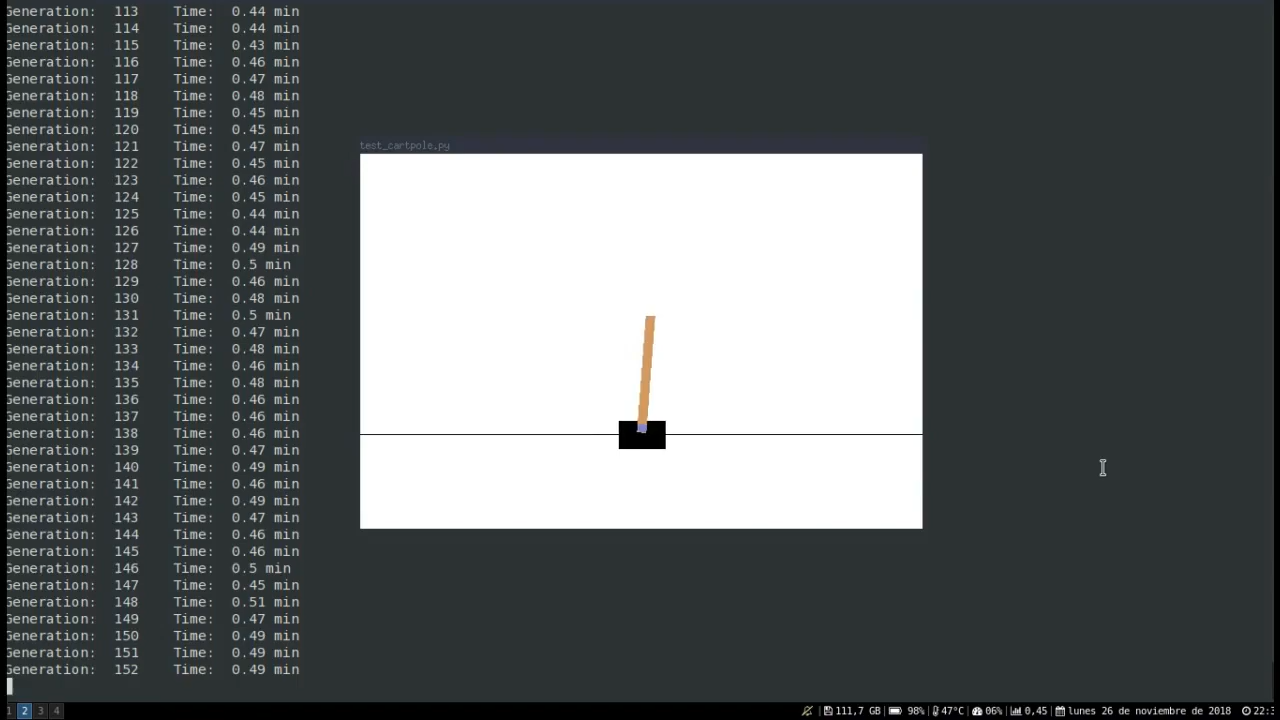 Generation: 113 Time: 0.44 min
Generation: 114 Time: 0.44 min
Generation: 115 Time: 0.43 min
Generation: 116 Time: 0.46 min
Generation: 117 Time: 0.47 min
Generation: 118 Time: 0.48 min
Generation: 119 Time: 0.45 min
Generation: 120 Time: 0.45 min
Generation: 121 Time: 0.47 min
Generation: 122 Time: 0.45 min
Generation: 123 Time: 0.46 min
Generation: 124 Time: 0.45 min
Generation: 125 Time: 0.44 min
Generation: 126 Time: 0.44 min
Generation: 127 Time: 0.49 min
Generation: 128 Time: 0.5 min
Generation: 129 Time: 0.46 min
Generation: 130 Time: 0.48 min
Generation: 131 Time: 0.5 min
Generation: 132 Time: 0.47 min
Generation: 133 Time: 0.48 min
Generation: 134 Time: 0.46 min
Generation: 135 Time: 0.48 min
Generation: 136 Time: 0.46 min
Generation: 137 Time: 0.46 min
Generation: 138 Time: 0.46 min
Generation: 139 Time: 0.47 min
Generation: 140 Time: 0.49 min
Generation: 141 Time: 0.46 min
Generation: 142 Time: 0.49 min
Generation: 143 Time: 0.47 min
Generation: 144 Time: 0.46 min
Generation: 145 Time: 0.46 min
Generation: 146 Time: 0.5 min
Generation: 147 Time: 0.45 min
Generation: 148 Time: 0.51 min
Generation: 149 Time: 0.47 min
Generation: 150 Time: 0.49 min
Generation: 151 Time: 0.49 min
Generation: 152 Time: 0.49 min
test_cartpole.py
1 2 3 4 | 111,7 GB | 98% | 47°C | 06% | 0,45 | lunes 26 de noviembre de 2018